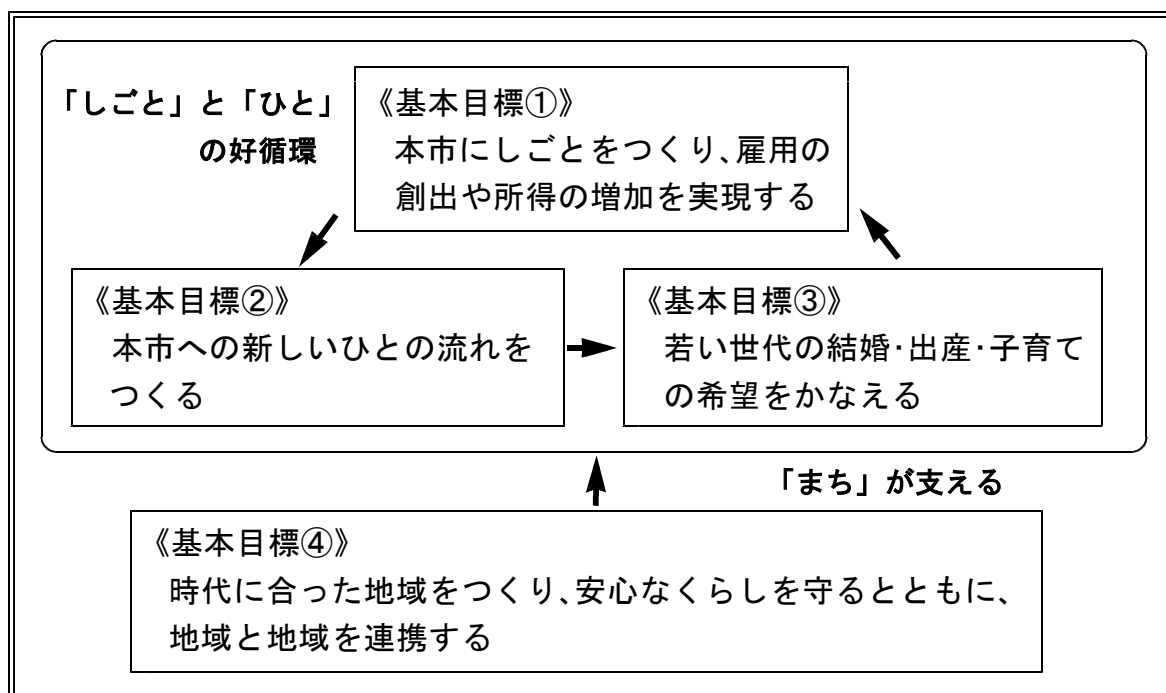 「しごと」と「ひと」
の好循環
《基本目標①》
本市にしごとをつくり、雇用の
創出や所得の増加を実現する
《基本目標②》
本市への新しいひとの流れを
つくる
《基本目標③》
若い世代の結婚・出産・子育て
の希望をかなえる
「まち」が支える
《基本目標④》
時代に合った地域をつくり、安心なくらしを守るとともに、
地域と地域を連携する